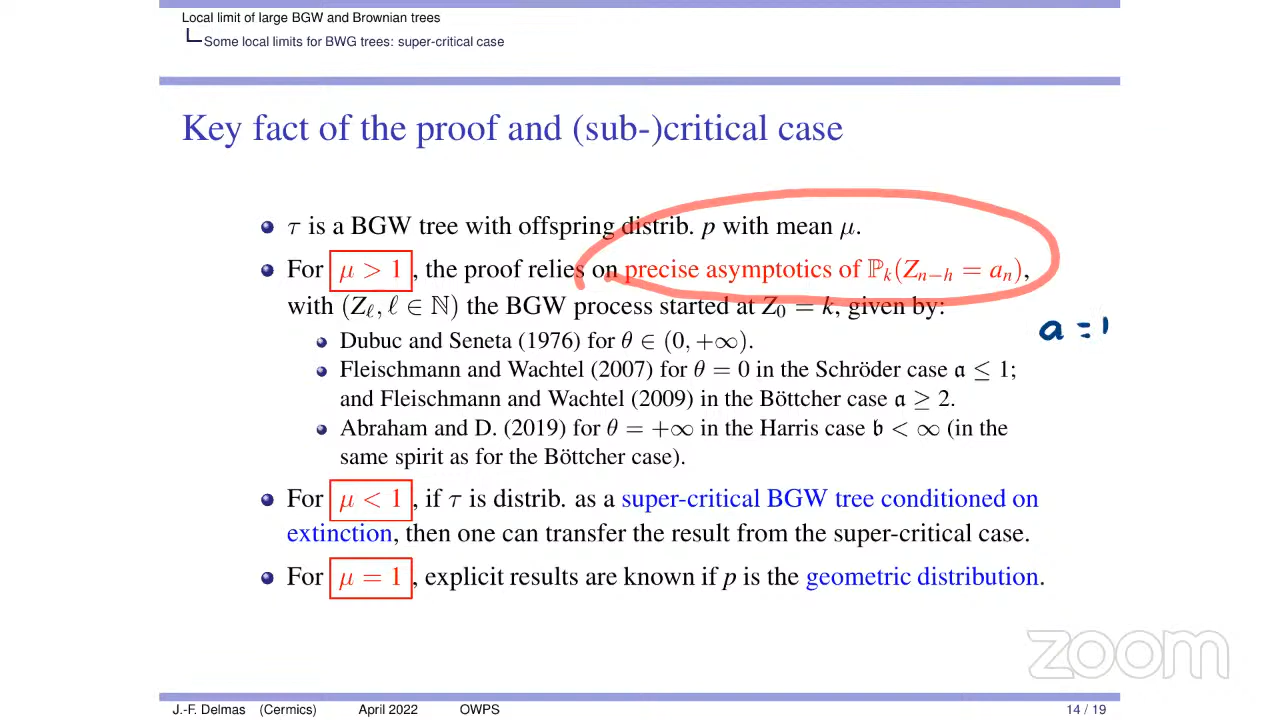 Local limit of large BGW and Brownian trees
Some local limits for BWG trees: super-critical case
Key fact of the proof and (sub-)critical case
τ is a BGW tree with offspring distrib. p with mean μ.
For μ > 1, the proof relies on precise asymptotics of ℙₖ(Zₙ₋ₕ = aₙ),
with (Z_ℓ, ℓ ∈ ℕ) the BGW process started at Z₀ = k, given by:
Dubuc and Seneta (1976) for θ ∈ (0, +∞).
Fleischmann and Wachtel (2007) for θ = 0 in the Schröder case 𝔞 ≤ 1;
and Fleischmann and Wachtel (2009) in the Böttcher case 𝔞 ≥ 2.
Abraham and D. (2019) for θ = +∞ in the Harris case 𝔟 < ∞ (in the
same spirit as for the Böttcher case).
For μ < 1, if τ is distrib. as a super-critical BGW tree conditioned on
extinction, then one can transfer the result from the super-critical case.
For μ = 1, explicit results are known if p is the geometric distribution.
a = 1
zoom
J.-F. Delmas (Cermics) April 2022 OWPS 14 / 19